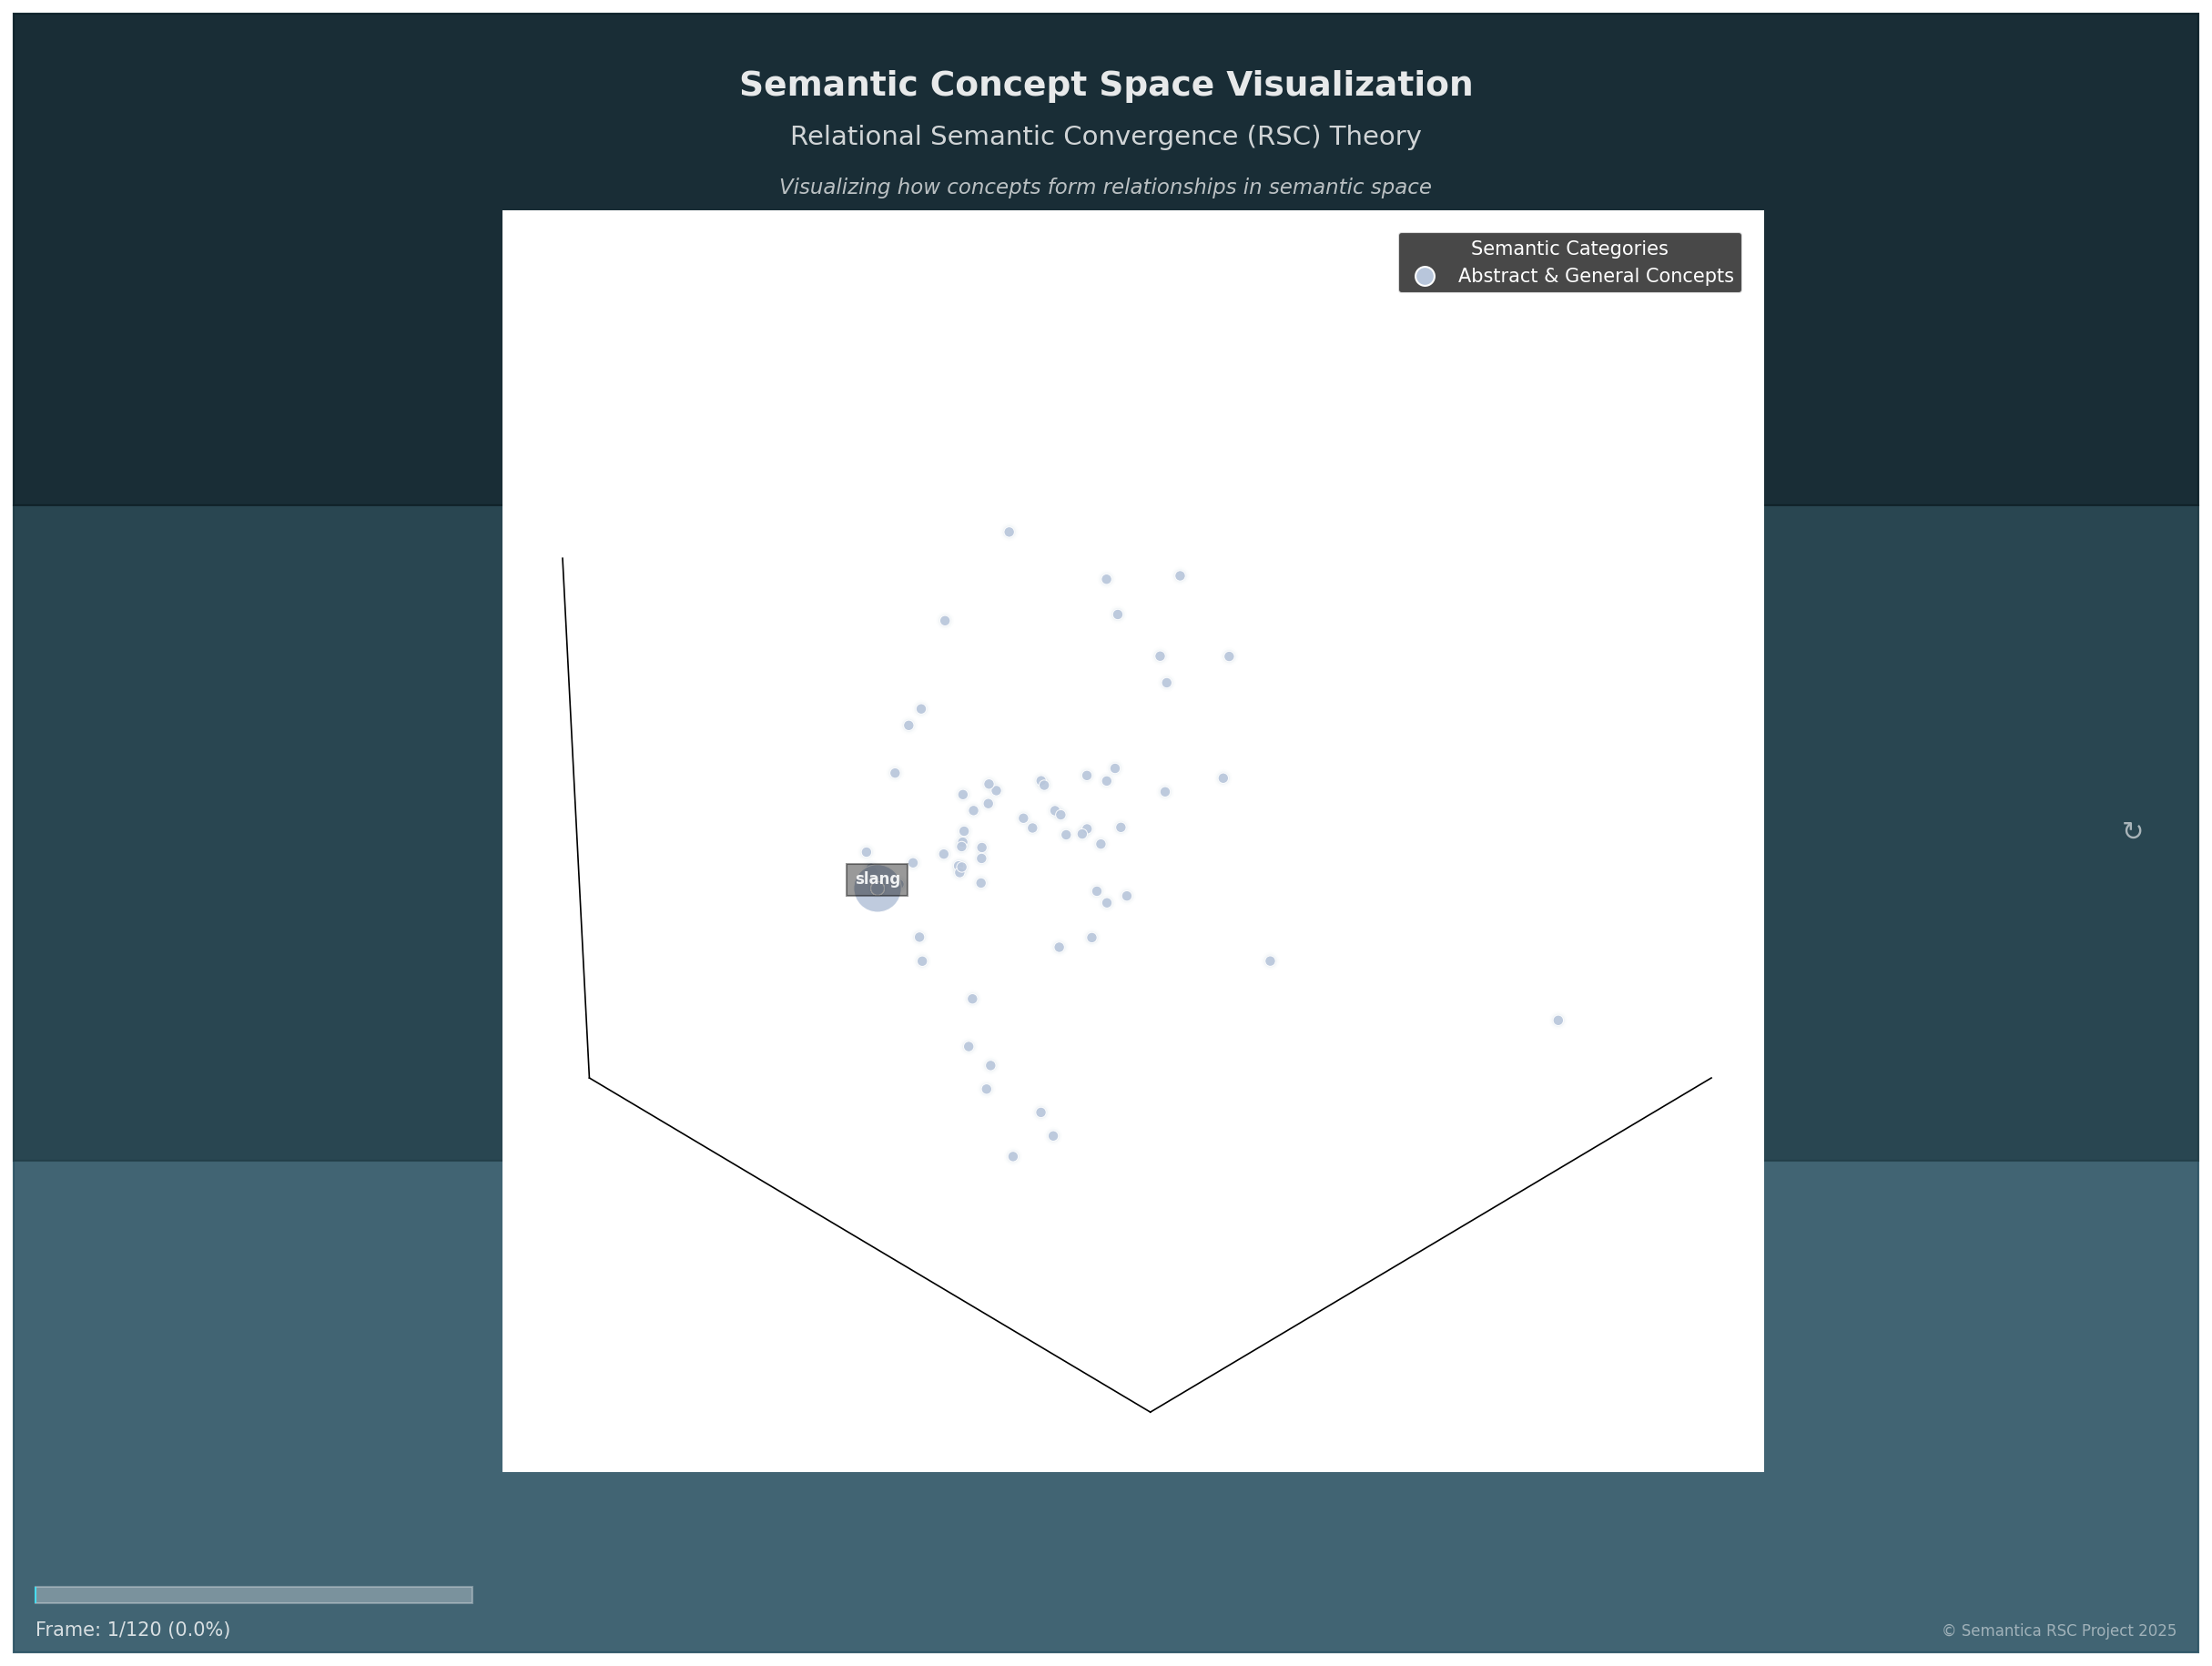 Semantic Concept Space Visualization
Relational Semantic Convergence (RSC) Theory
Visualizing how concepts form relationships in semantic space
Semantic Categories
Abstract & General Concepts
slang
↻
Frame: 1/120 (0.0%)
© Semantica RSC Project 2025